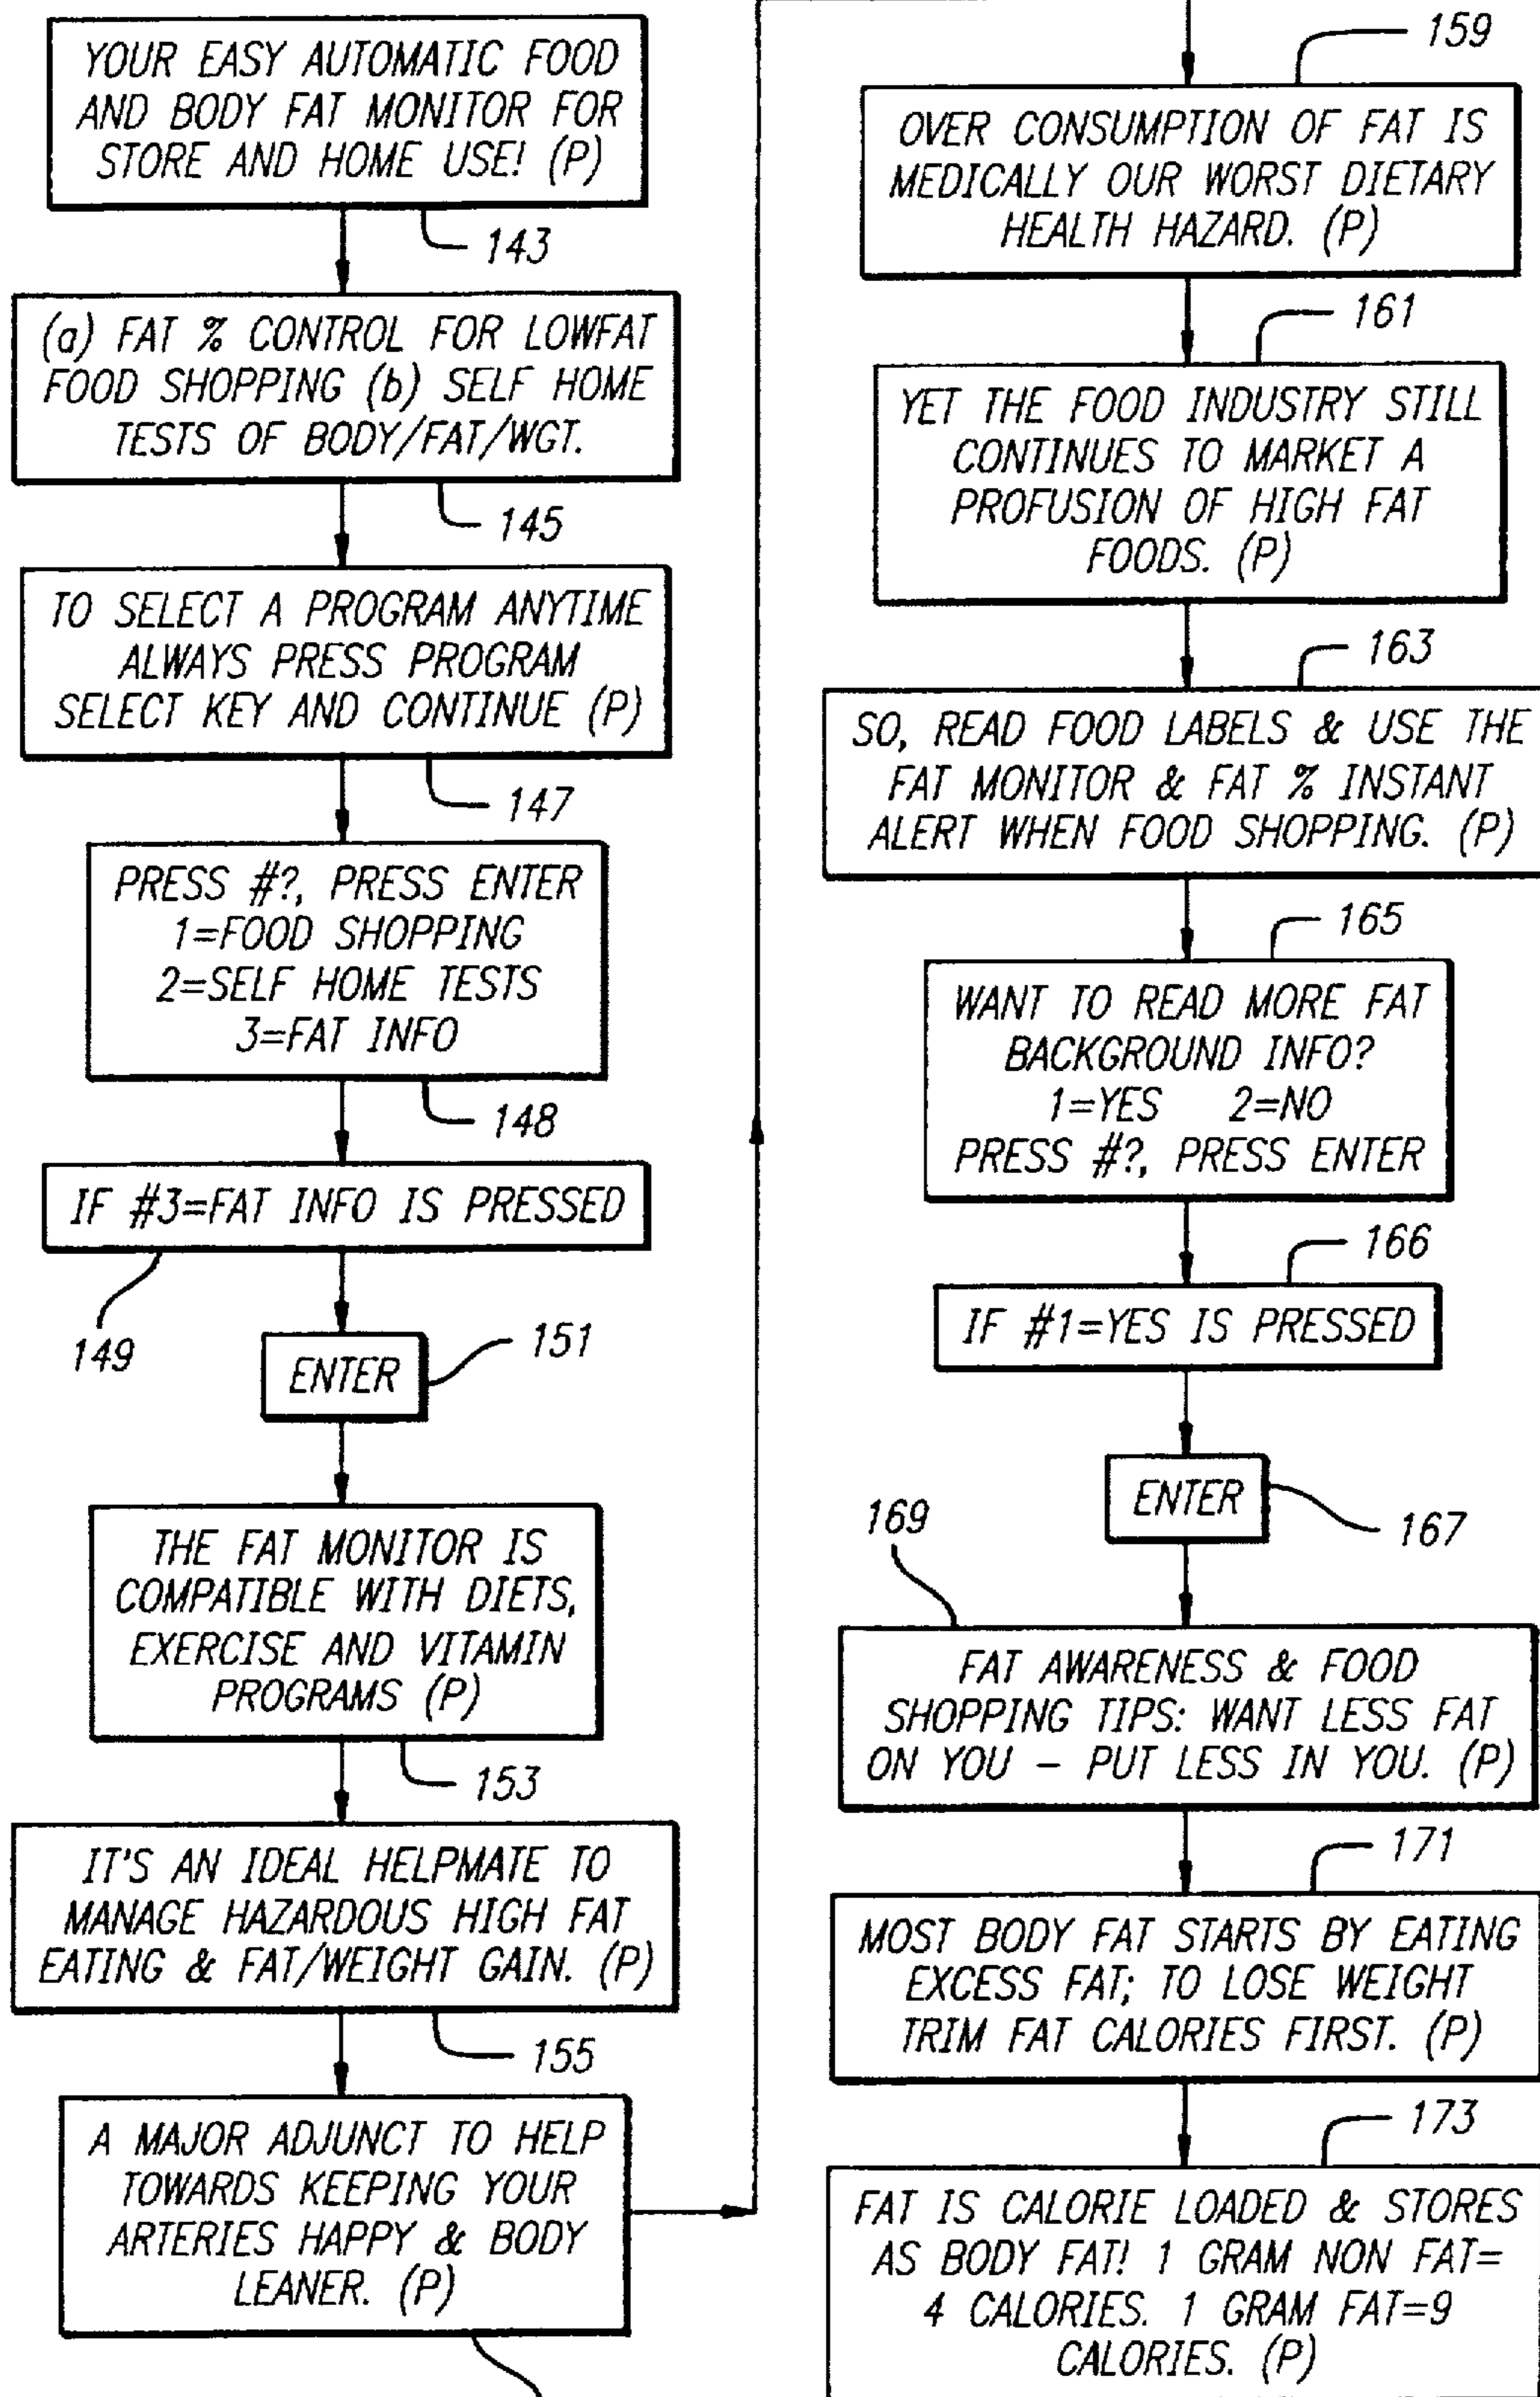 YOUR EASY AUTOMATIC FOOD
AND BODY FAT MONITOR FOR
STORE AND HOME USE! (P)
143
(a) FAT % CONTROL FOR LOWFAT
FOOD SHOPPING (b) SELF HOME
TESTS OF BODY/FAT/WGT.
145
TO SELECT A PROGRAM ANYTIME
ALWAYS PRESS PROGRAM
SELECT KEY AND CONTINUE (P)
147
PRESS #?, PRESS ENTER
1=FOOD SHOPPING
2=SELF HOME TESTS
3=FAT INFO
148
IF #3=FAT INFO IS PRESSED
149
ENTER
151
THE FAT MONITOR IS
COMPATIBLE WITH DIETS,
EXERCISE AND VITAMIN
PROGRAMS (P)
153
IT'S AN IDEAL HELPMATE TO
MANAGE HAZARDOUS HIGH FAT
EATING & FAT/WEIGHT GAIN. (P)
155
A MAJOR ADJUNCT TO HELP
TOWARDS KEEPING YOUR
ARTERIES HAPPY & BODY
LEANER. (P)
159
OVER CONSUMPTION OF FAT IS
MEDICALLY OUR WORST DIETARY
HEALTH HAZARD. (P)
161
YET THE FOOD INDUSTRY STILL
CONTINUES TO MARKET A
PROFUSION OF HIGH FAT
FOODS. (P)
163
SO, READ FOOD LABELS & USE THE
FAT MONITOR & FAT % INSTANT
ALERT WHEN FOOD SHOPPING. (P)
165
WANT TO READ MORE FAT
BACKGROUND INFO?
1=YES 2=NO
PRESS #?, PRESS ENTER
166
IF #1=YES IS PRESSED
ENTER
167
169
FAT AWARENESS & FOOD
SHOPPING TIPS: WANT LESS FAT
ON YOU – PUT LESS IN YOU. (P)
171
MOST BODY FAT STARTS BY EATING
EXCESS FAT; TO LOSE WEIGHT
TRIM FAT CALORIES FIRST. (P)
173
FAT IS CALORIE LOADED & STORES
AS BODY FAT! 1 GRAM NON FAT=
4 CALORIES. 1 GRAM FAT=9
CALORIES. (P)